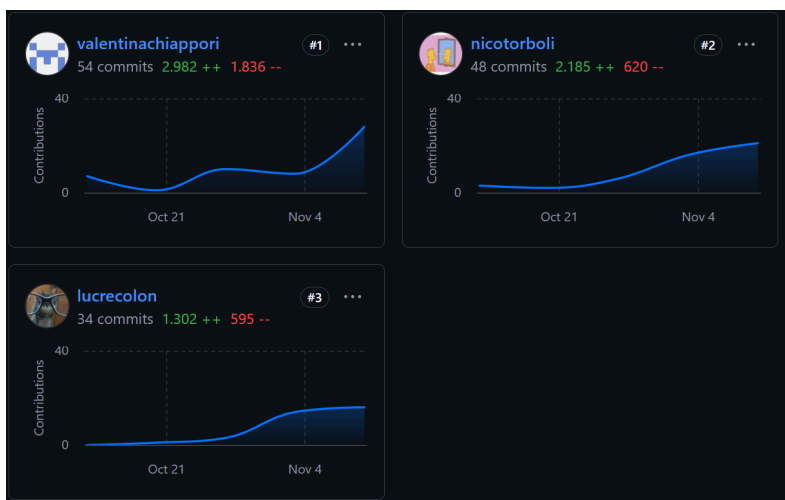 valentinachiappori #1 ···
54 commits 2.982 ++ 1.836 --
40
Contributions
0
Oct 21 Nov 4
nicotorboli #2 ···
48 commits 2.185 ++ 620 --
40
Contributions
0
Oct 21 Nov 4
lucrecolon #3 ···
34 commits 1.302 ++ 595 --
40
Contributions
0
Oct 21 Nov 4